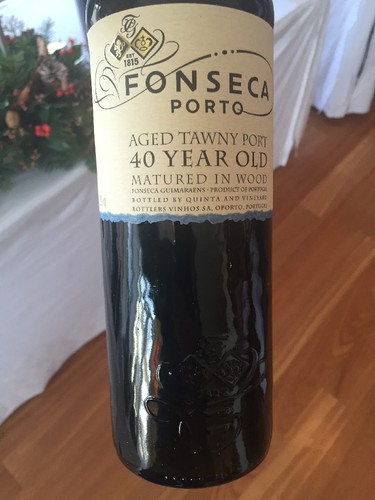 FG
EST
1815
FONSECA
PORTO
AGED TAWNY PORT
40 YEAR OLD
MATURED IN WOOD
FONSECA GUIMARAENS · PRODUCT OF PORTUGAL
BOTTLED BY QUINTA AND VINEYARD
BOTTLERS VINHOS SA, OPORTO, PORTUGAL